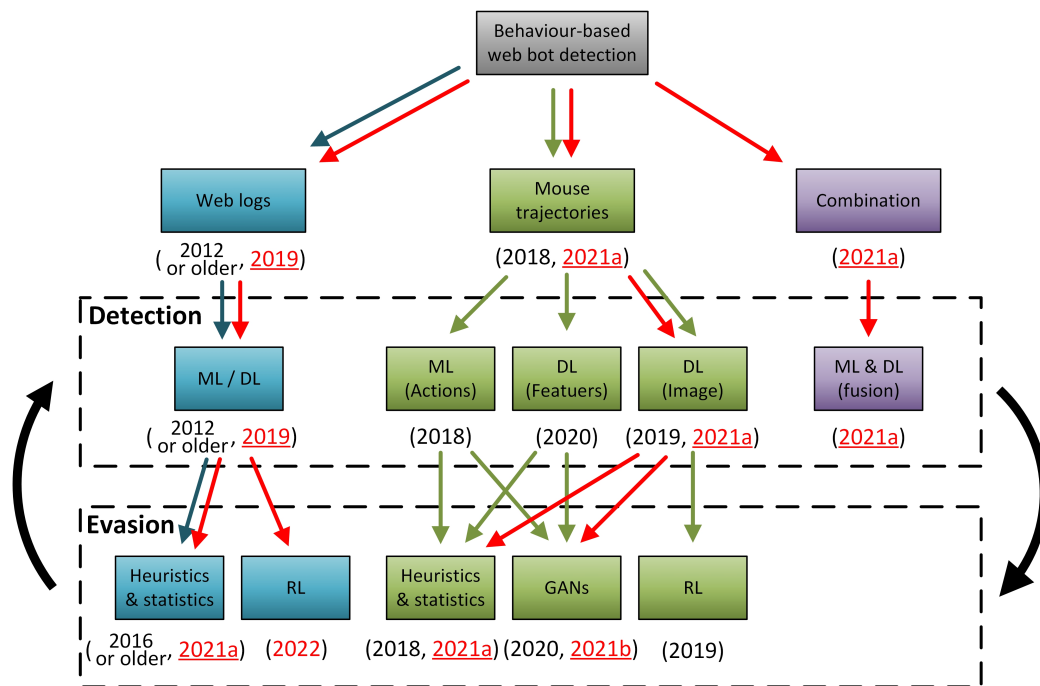 Behaviour-based
web bot detection
Web logs
Mouse
trajectories
Combination
(2012
or older, 2019)
(2018, 2021a)
(2021a)
Detection
ML / DL
ML
(Actions)
DL
(Featuers)
DL
(Image)
ML & DL
(fusion)
(2012
or older, 2019)
(2018)
(2020)
(2019, 2021a)
(2021a)
Evasion
Heuristics
& statistics
RL
Heuristics
& statistics
GANs
RL
(2016
or older, 2021a)
(2022)
(2018, 2021a)
(2020, 2021b)
(2019)